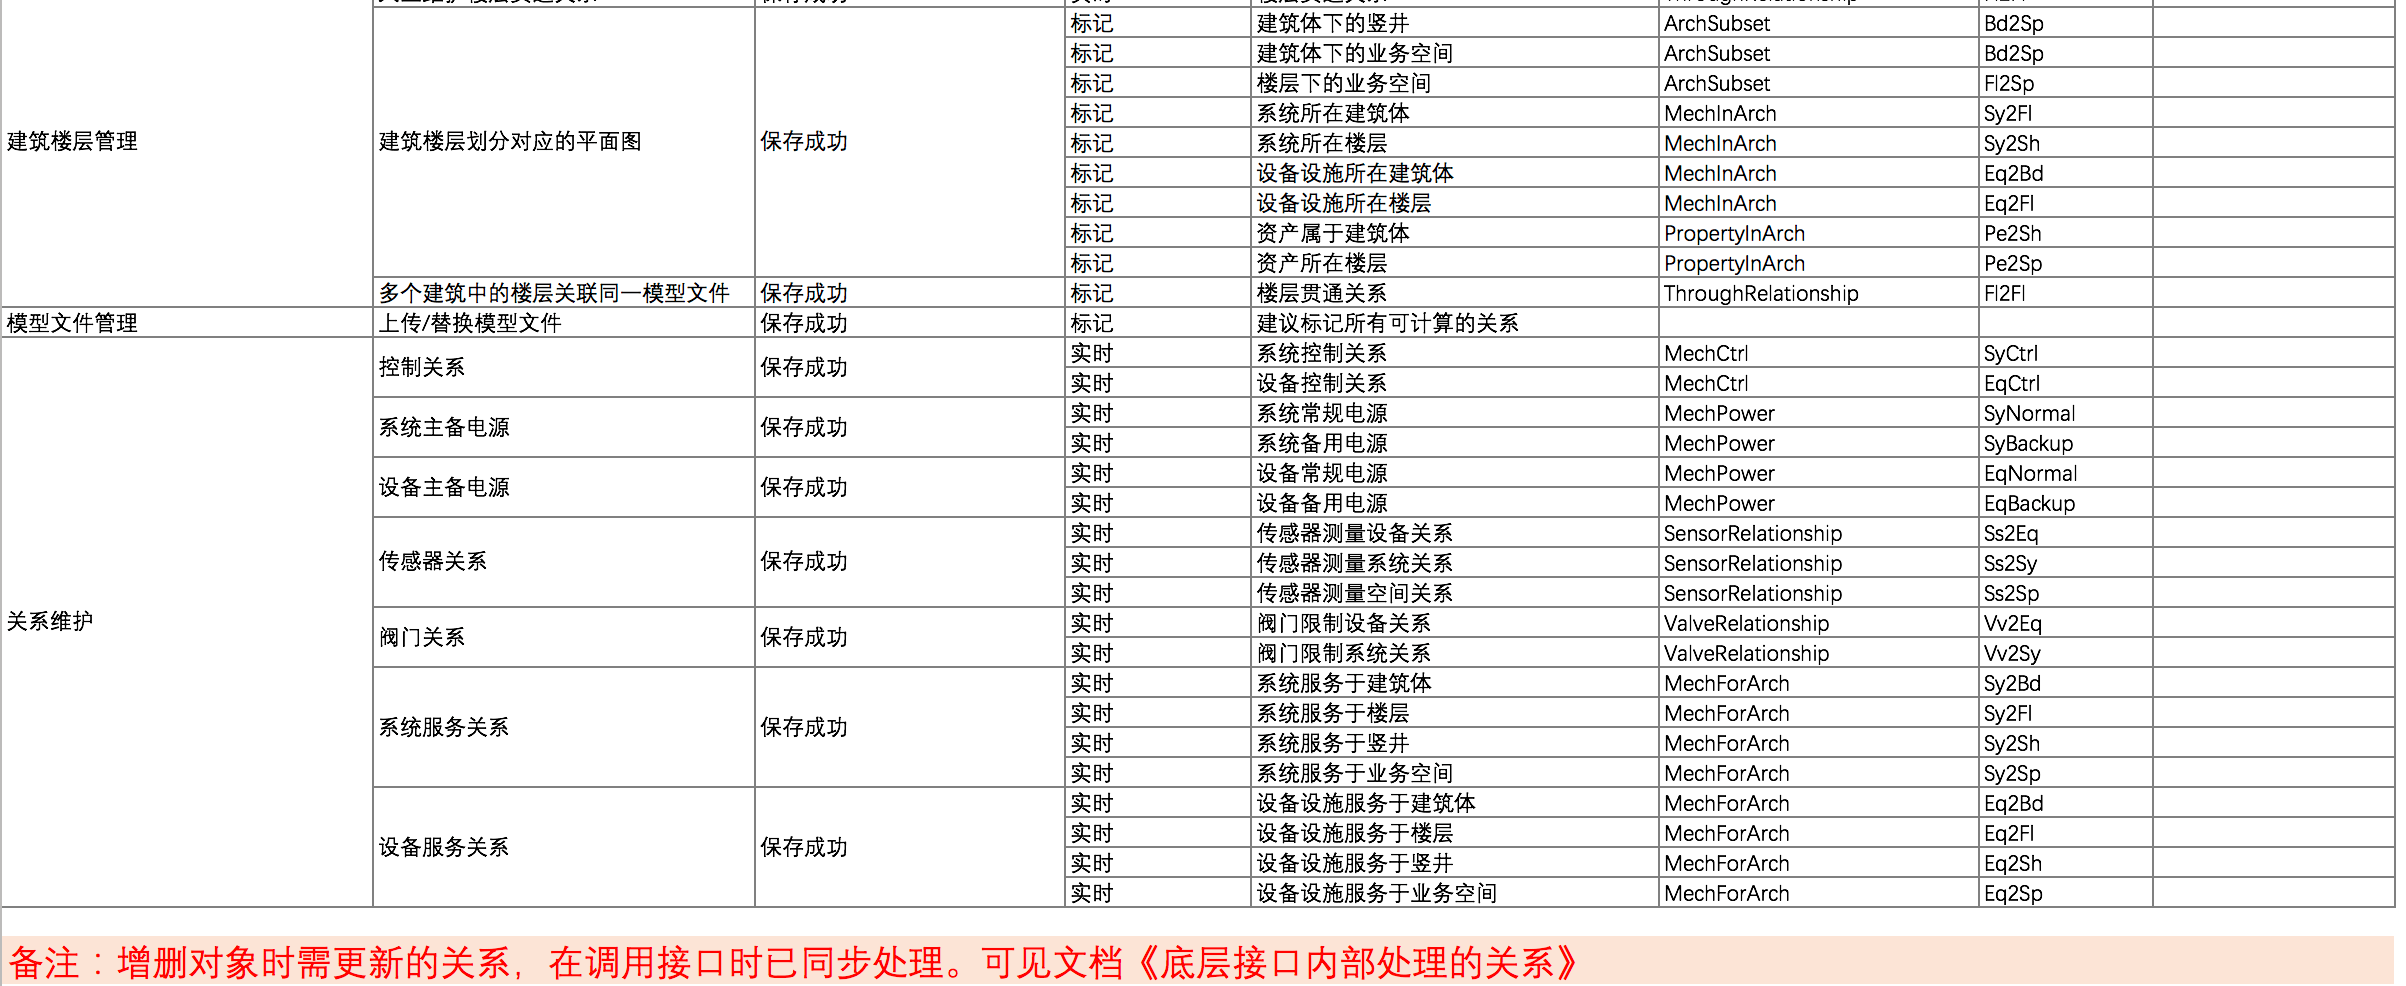 标记 建筑体下的竖井 ArchSubset Bd2Sp
标记 建筑体下的业务空间 ArchSubset Bd2Sp
标记 楼层下的业务空间 ArchSubset Fl2Sp
标记 系统所在建筑体 MechInArch Sy2Fl
建筑楼层管理 建筑楼层划分对应的平面图 保存成功 标记 系统所在楼层 MechInArch Sy2Sh
标记 设备设施所在建筑体 MechInArch Eq2Bd
标记 设备设施所在楼层 MechInArch Eq2Fl
标记 资产属于建筑体 PropertyInArch Pe2Sh
标记 资产所在楼层 PropertyInArch Pe2Sp
多个建筑中的楼层关联同一模型文件 保存成功 标记 楼层贯通关系 ThroughRelationship Fl2Fl
模型文件管理 上传/替换模型文件 保存成功 标记 建议标记所有可计算的关系
控制关系 保存成功 实时 系统控制关系 MechCtrl SyCtrl
实时 设备控制关系 MechCtrl EqCtrl
系统主备电源 保存成功 实时 系统常规电源 MechPower SyNormal
实时 系统备用电源 MechPower SyBackup
设备主备电源 保存成功 实时 设备常规电源 MechPower EqNormal
实时 设备备用电源 MechPower EqBackup
实时 传感器测量设备关系 SensorRelationship Ss2Eq
传感器关系 保存成功 实时 传感器测量系统关系 SensorRelationship Ss2Sy
实时 传感器测量空间关系 SensorRelationship Ss2Sp
关系维护 阀门关系 保存成功 实时 阀门限制设备关系 ValveRelationship Vv2Eq
实时 阀门限制系统关系 ValveRelationship Vv2Sy
实时 系统服务于建筑体 MechForArch Sy2Bd
系统服务关系 保存成功 实时 系统服务于楼层 MechForArch Sy2Fl
实时 系统服务于竖井 MechForArch Sy2Sh
实时 系统服务于业务空间 MechForArch Sy2Sp
实时 设备设施服务于建筑体 MechForArch Eq2Bd
设备服务关系 保存成功 实时 设备设施服务于楼层 MechForArch Eq2Fl
实时 设备设施服务于竖井 MechForArch Eq2Sh
实时 设备设施服务于业务空间 MechForArch Eq2Sp
备注：增删对象时需更新的关系，在调用接口时已同步处理。可见文档《底层接口内部处理的关系》